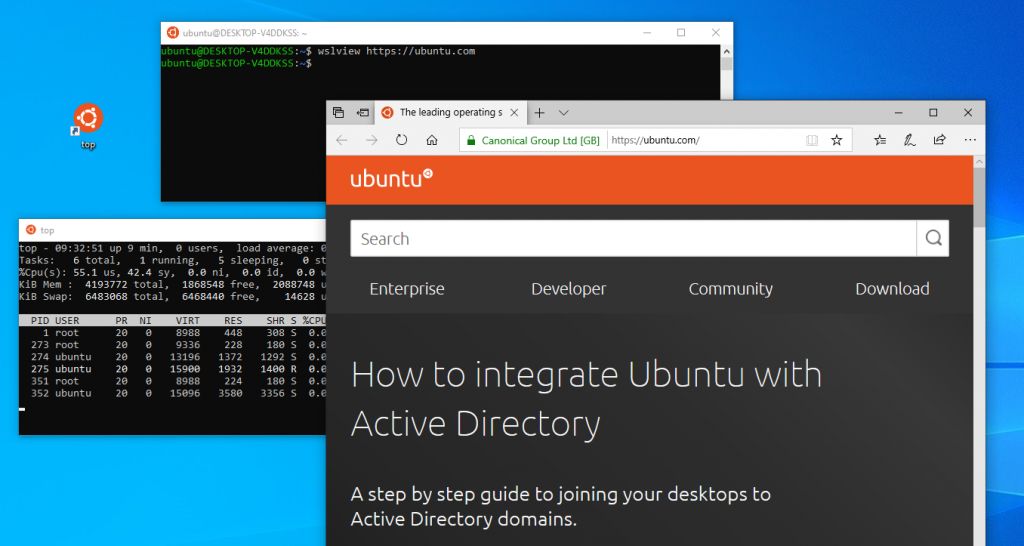 ubuntu@DESKTOP-V4DDKSS: ~
ubuntu@DESKTOP-V4DDKSS:~$ wslview https://ubuntu.com
ubuntu@DESKTOP-V4DDKSS:~$
top
The leading operating s
Canonical Group Ltd [GB]
https://ubuntu.com/
ubuntu
Search
Enterprise
Developer
Community
Download
How to integrate Ubuntu with
Active Directory
A step by step guide to joining your desktops to
Active Directory domains.
top
top - 09:32:51 up 9 min, 0 users, load average: 0
Tasks: 6 total, 1 running, 5 sleeping, 0 st
%Cpu(s): 55.1 us, 42.4 sy, 0.0 ni, 0.0 id, 0.0 w
KiB Mem : 4193772 total, 1868548 free, 2088748 u
KiB Swap: 6483068 total, 6468440 free, 14628 u
PID USER PR NI VIRT RES SHR S %CPU
1 root 20 0 8988 448 308 S 0.0
273 root 20 0 9336 228 180 S 0.0
274 ubuntu 20 0 13196 1372 1292 S 0.0
275 ubuntu 20 0 15900 1932 1400 R 0.0
351 root 20 0 8988 224 180 S 0.0
352 ubuntu 20 0 15096 3580 3356 S 0.0